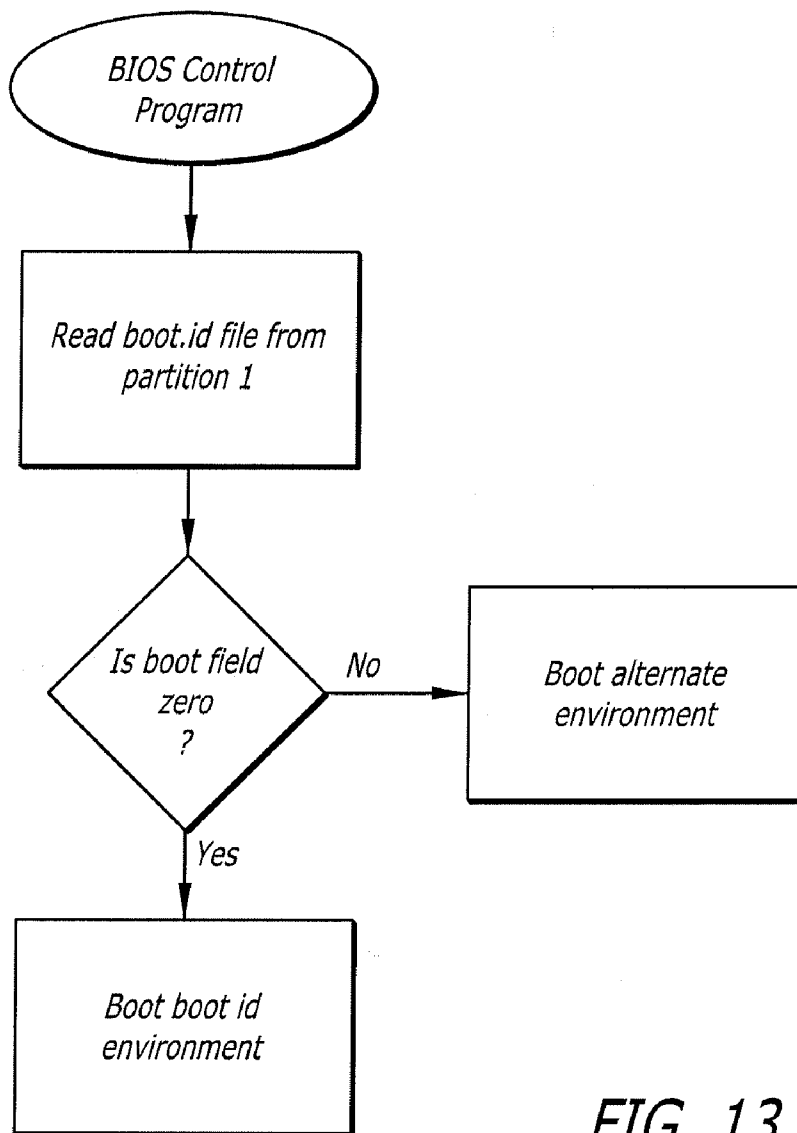 BIOS Control
Program
Read boot.id file from
partition 1
Is boot field
zero
?
No
Boot alternate
environment
Yes
Boot boot id
environment
FIG. 13